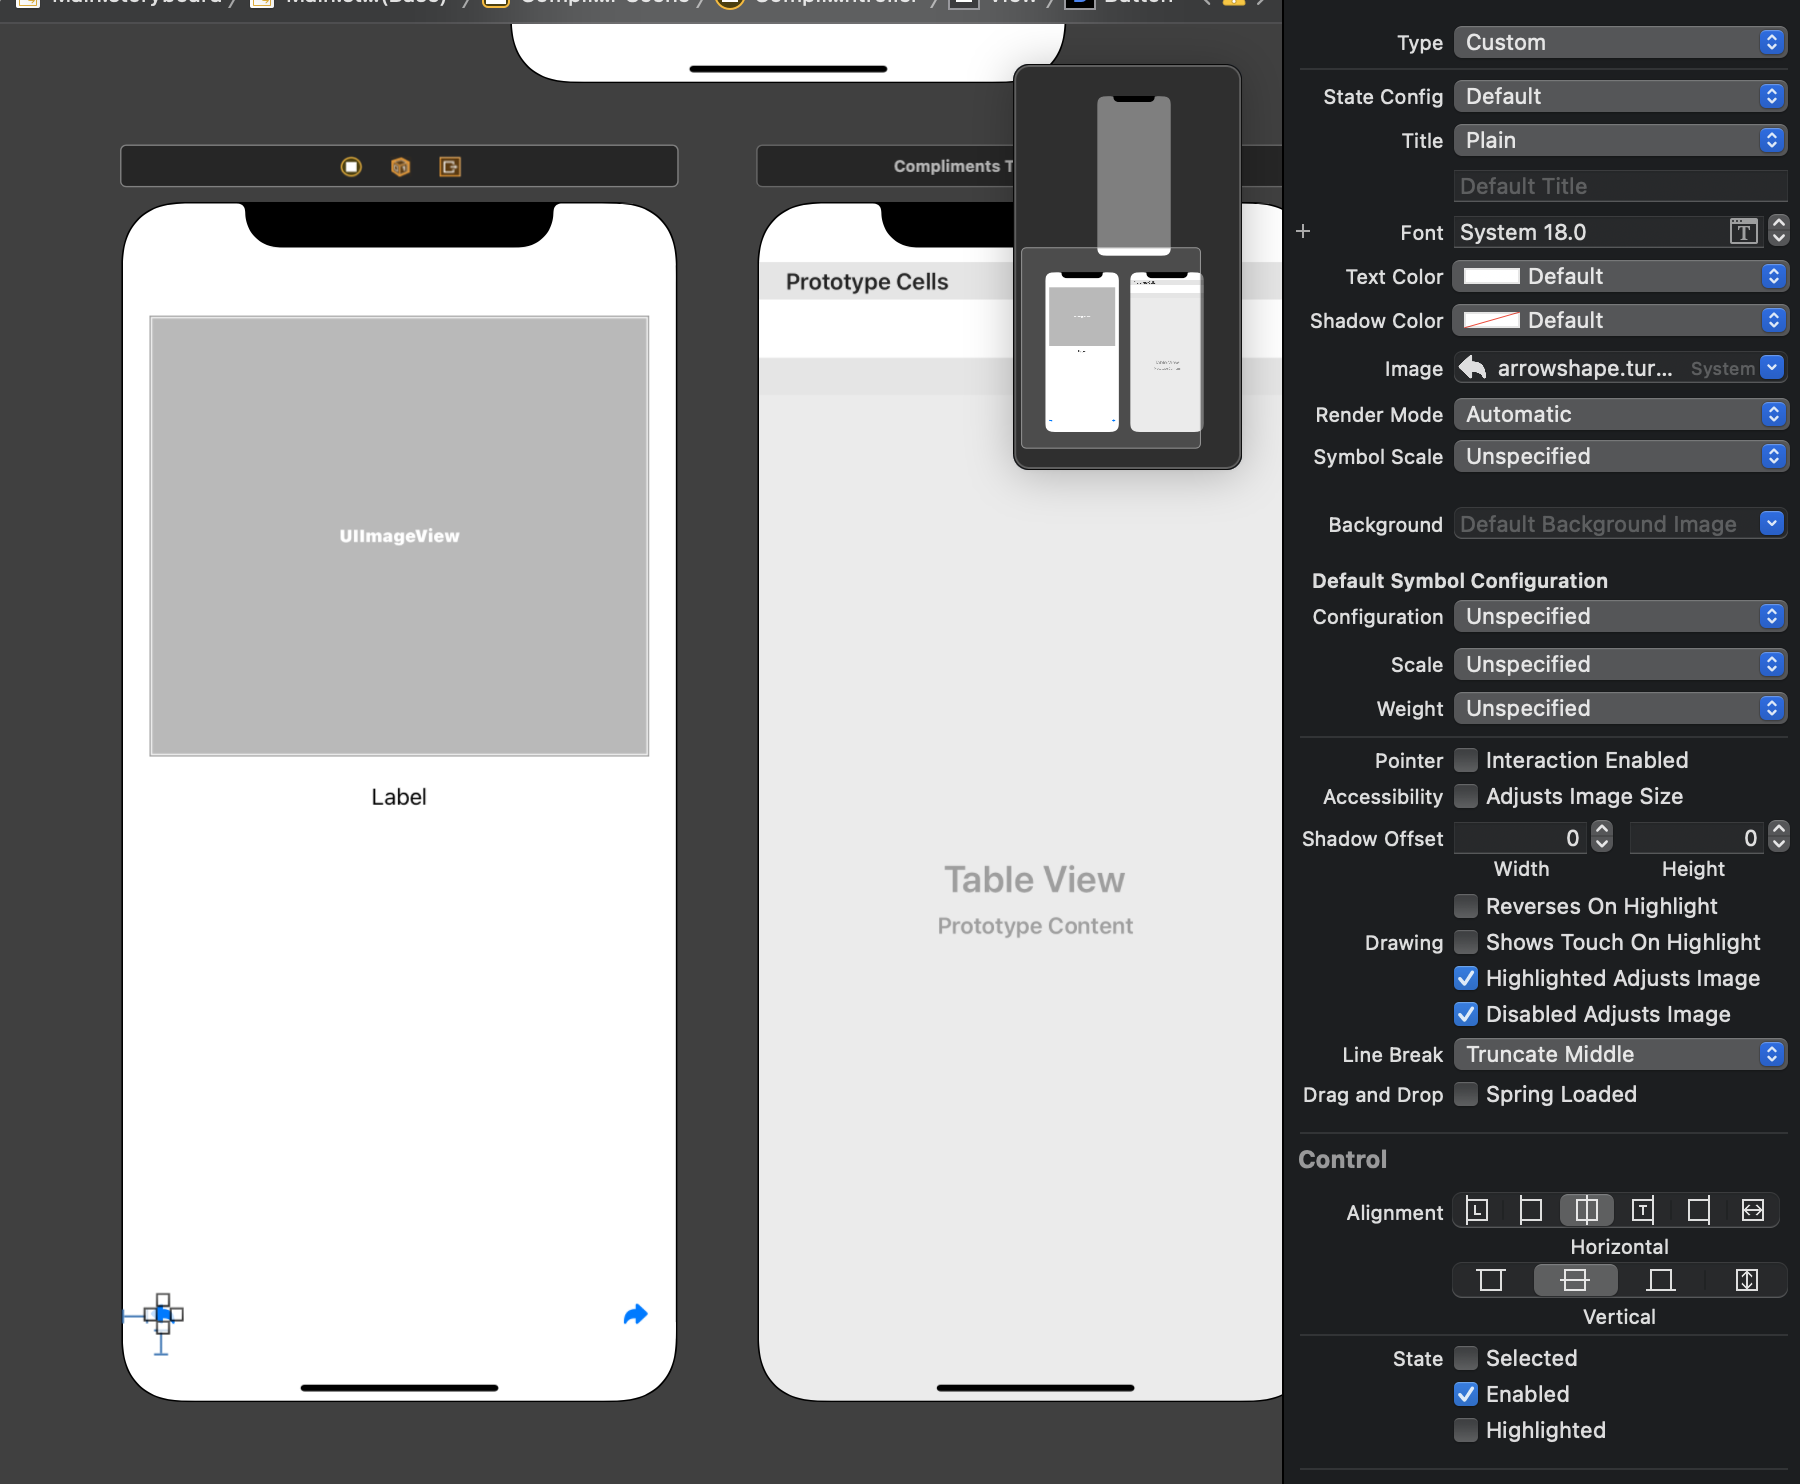 Compliments T
Prototype Cells
UIImageView
Label
Table View
Prototype Content
Type Custom
State Config Default
Title Plain
Default Title
Font System 18.0
Text Color Default
Shadow Color Default
Image arrowshape.tur... System
Render Mode Automatic
Symbol Scale Unspecified
Background Default Background Image
Default Symbol Configuration
Configuration Unspecified
Scale Unspecified
Weight Unspecified
Pointer Interaction Enabled
Accessibility Adjusts Image Size
Shadow Offset 0 0
Width Height
Reverses On Highlight
Drawing Shows Touch On Highlight
Highlighted Adjusts Image
Disabled Adjusts Image
Line Break Truncate Middle
Drag and Drop Spring Loaded
Control
Alignment
Horizontal
Vertical
State Selected
Enabled
Highlighted